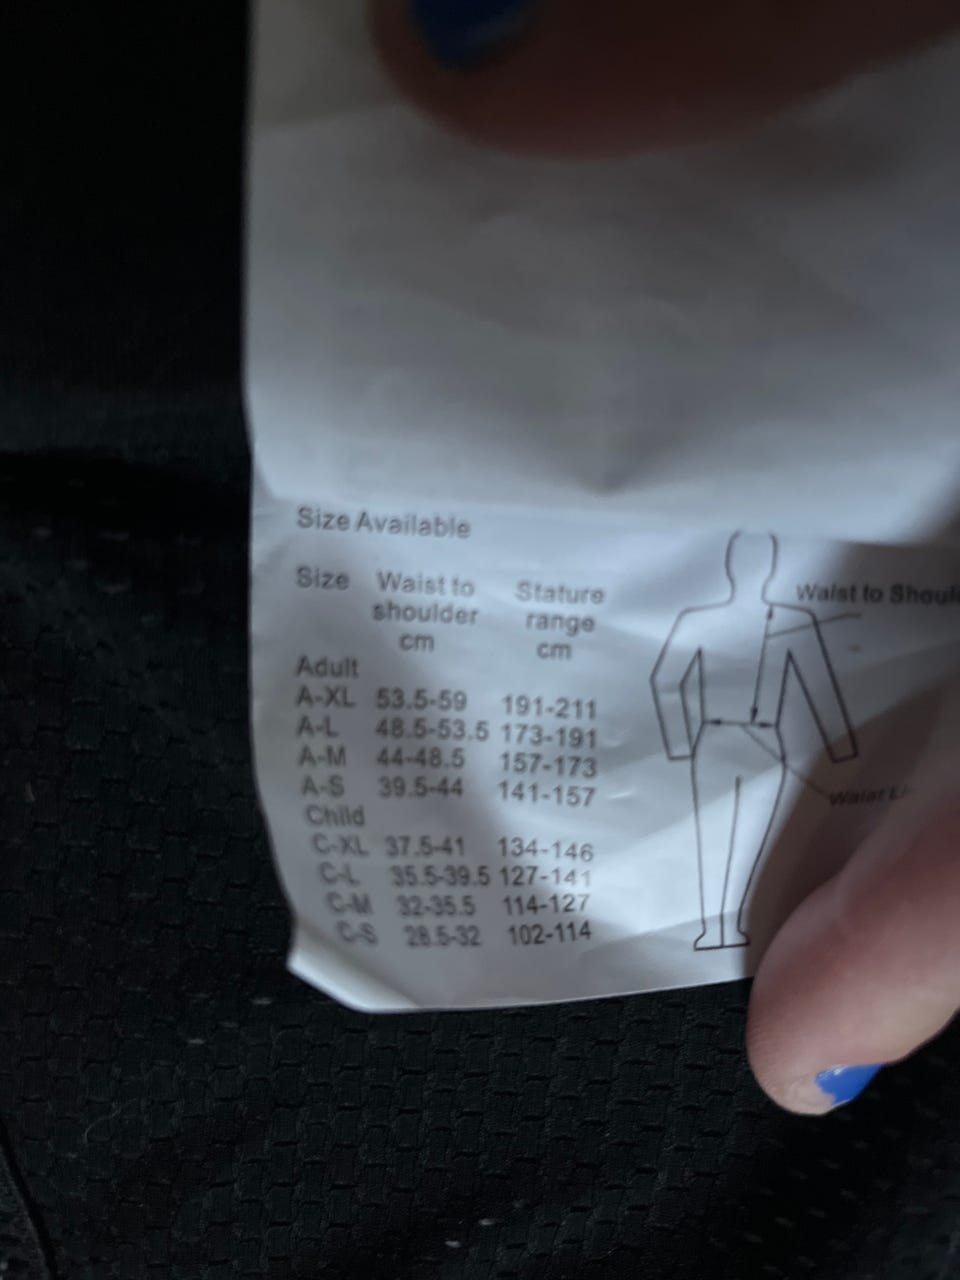 Size Available
Size Waist to shoulder cm Stature range cm
Adult
A-XL 53.5-59 191-211
A-L 48.5-53.5 173-191
A-M 44-48.5 157-173
A-S 39.5-44 141-157
Child
C-XL 37.5-41 134-146
C-L 35.5-39.5 127-141
C-M 32-35.5 114-127
C-S 28.5-32 102-114
Waist to
Waist